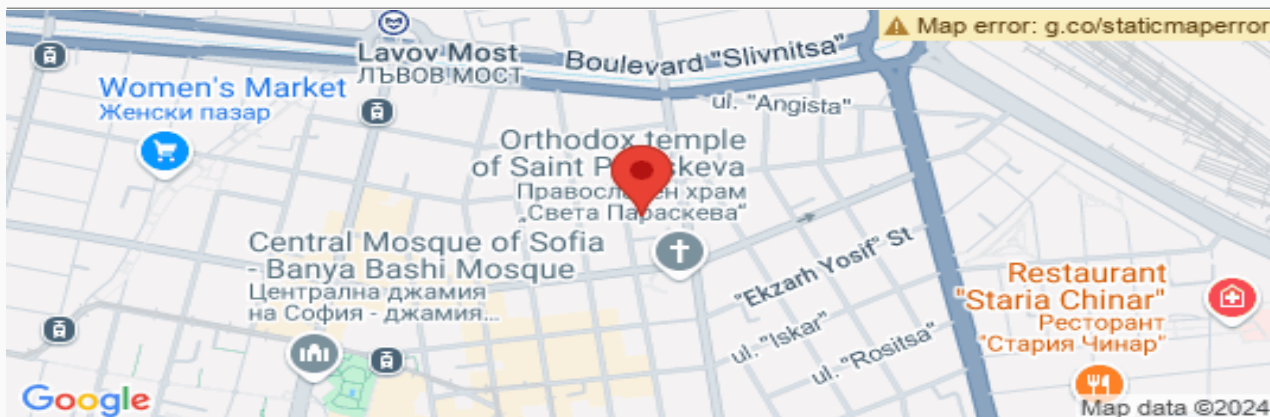 Map error: g.co/staticmaperror
Lavov Most
ЛЪВОВ МОСТ
Boulevard "Slivnitsa"
Women's Market
Женски пазар
ul. "Angista"
Orthodox temple
of Saint P skeva
Православен храм
„Света Параскева“
Central Mosque of Sofia
- Banya Bashi Mosque
Централна джамия
на София - джамия...
"Ekzarh Yosif" St
Restaurant
"Staria Chinar"
Ресторант
"Стария Чинар"
ul. "Iskar"
ul. "Rositsa"
Google
Map data ©2024